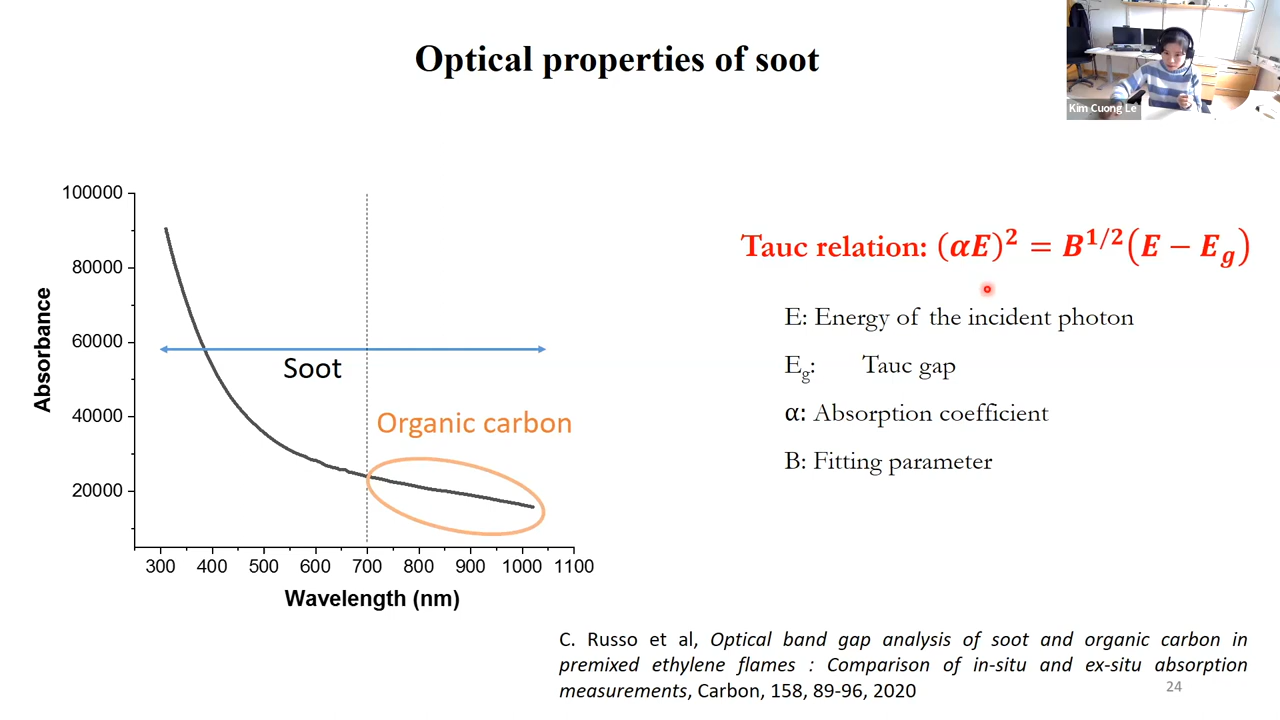 Optical properties of soot
Kim Cuong Le
100000
80000
60000
40000
20000
Absorbance
Soot
Organic carbon
300 400 500 600 700 800 900 1000 1100
Wavelength (nm)
Tauc relation: (αE)² = B^{1/2}(E − E_g)
E: Energy of the incident photon
E_g: Tauc gap
α: Absorption coefficient
B: Fitting parameter
C. Russo et al, Optical band gap analysis of soot and organic carbon in
premixed ethylene flames : Comparison of in-situ and ex-situ absorption
measurements, Carbon, 158, 89-96, 2020
24